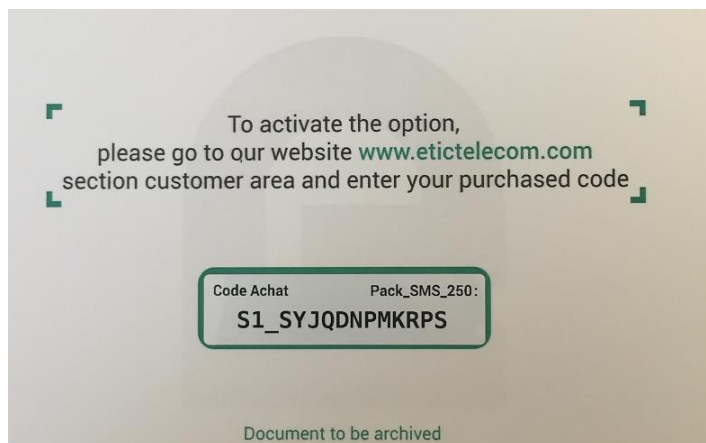 To activate the option,
please go to our website www.etictelecom.com
section customer area and enter your purchased code
Code Achat Pack_SMS_250:
S1_SYJQDNPMKRPS
Document to be archived